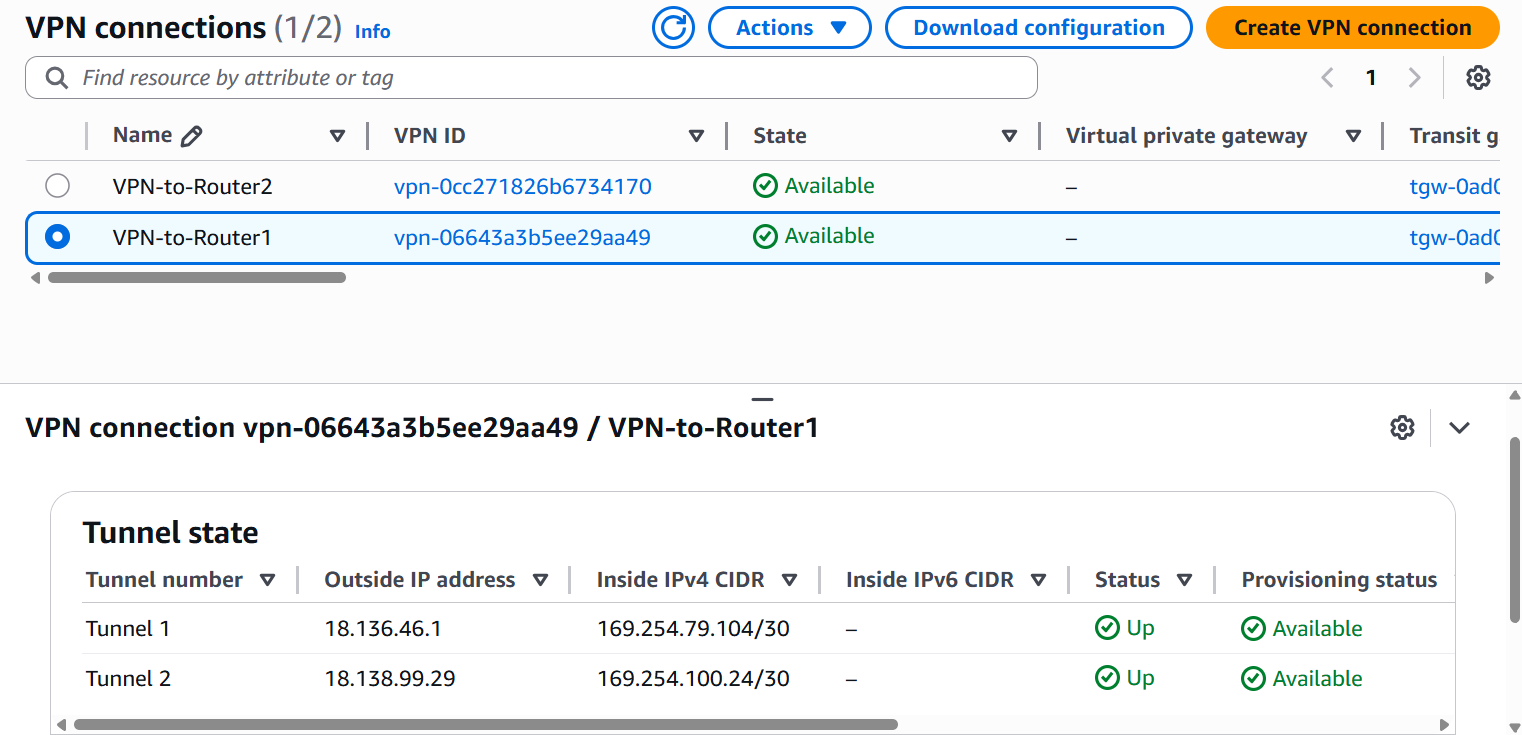 VPN connections (1/2) Info Actions Download configuration Create VPN connection
Find resource by attribute or tag 1
Name VPN ID State Virtual private gateway Transit g
VPN-to-Router2 vpn-0cc271826b6734170 Available – tgw-0ad0
VPN-to-Router1 vpn-06643a3b5ee29aa49 Available – tgw-0ad0
VPN connection vpn-06643a3b5ee29aa49 / VPN-to-Router1
Tunnel state
Tunnel number Outside IP address Inside IPv4 CIDR Inside IPv6 CIDR Status Provisioning status
Tunnel 1 18.136.46.1 169.254.79.104/30 – Up Available
Tunnel 2 18.138.99.29 169.254.100.24/30 – Up Available